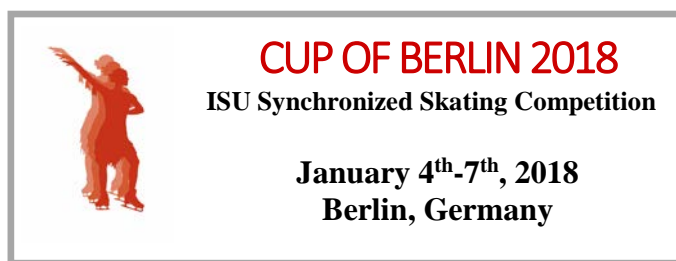 CUP OF BERLIN 2018
ISU Synchronized Skating Competition
January 4th-7th, 2018
Berlin, Germany